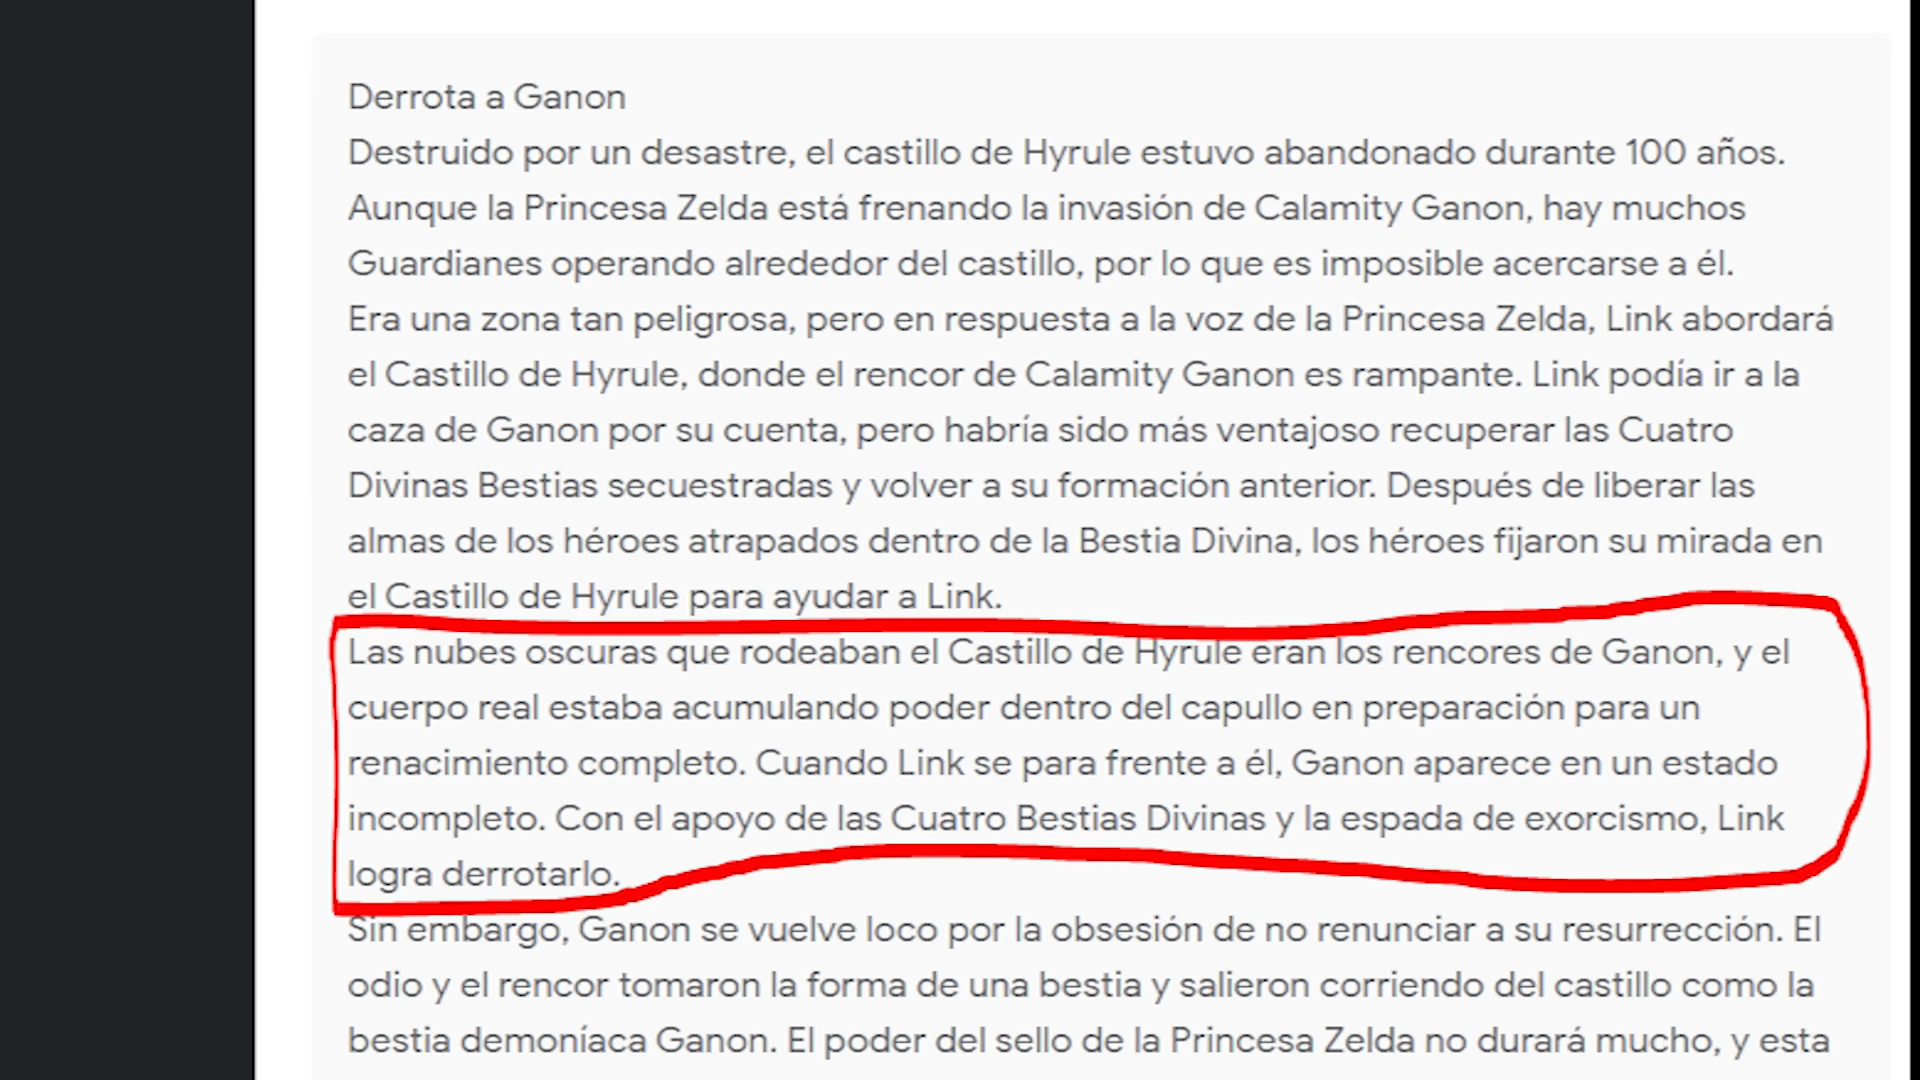 Derrota a Ganon
Destruido por un desastre, el castillo de Hyrule estuvo abandonado durante 100 años.
Aunque la Princesa Zelda está frenando la invasión de Calamity Ganon, hay muchos
Guardianes operando alrededor del castillo, por lo que es imposible acercarse a él.
Era una zona tan peligrosa, pero en respuesta a la voz de la Princesa Zelda, Link abordará
el Castillo de Hyrule, donde el rencor de Calamity Ganon es rampante. Link podía ir a la
caza de Ganon por su cuenta, pero habría sido más ventajoso recuperar las Cuatro
Divinas Bestias secuestradas y volver a su formación anterior. Después de liberar las
almas de los héroes atrapados dentro de la Bestia Divina, los héroes fijaron su mirada en
el Castillo de Hyrule para ayudar a Link.
Las nubes oscuras que rodeaban el Castillo de Hyrule eran los rencores de Ganon, y el
cuerpo real estaba acumulando poder dentro del capullo en preparación para un
renacimiento completo. Cuando Link se para frente a él, Ganon aparece en un estado
incompleto. Con el apoyo de las Cuatro Bestias Divinas y la espada de exorcismo, Link
logra derrotarlo.
Sin embargo, Ganon se vuelve loco por la obsesión de no renunciar a su resurrección. El
odio y el rencor tomaron la forma de una bestia y salieron corriendo del castillo como la
bestia demoníaca Ganon. El poder del sello de la Princesa Zelda no durará mucho, y esta